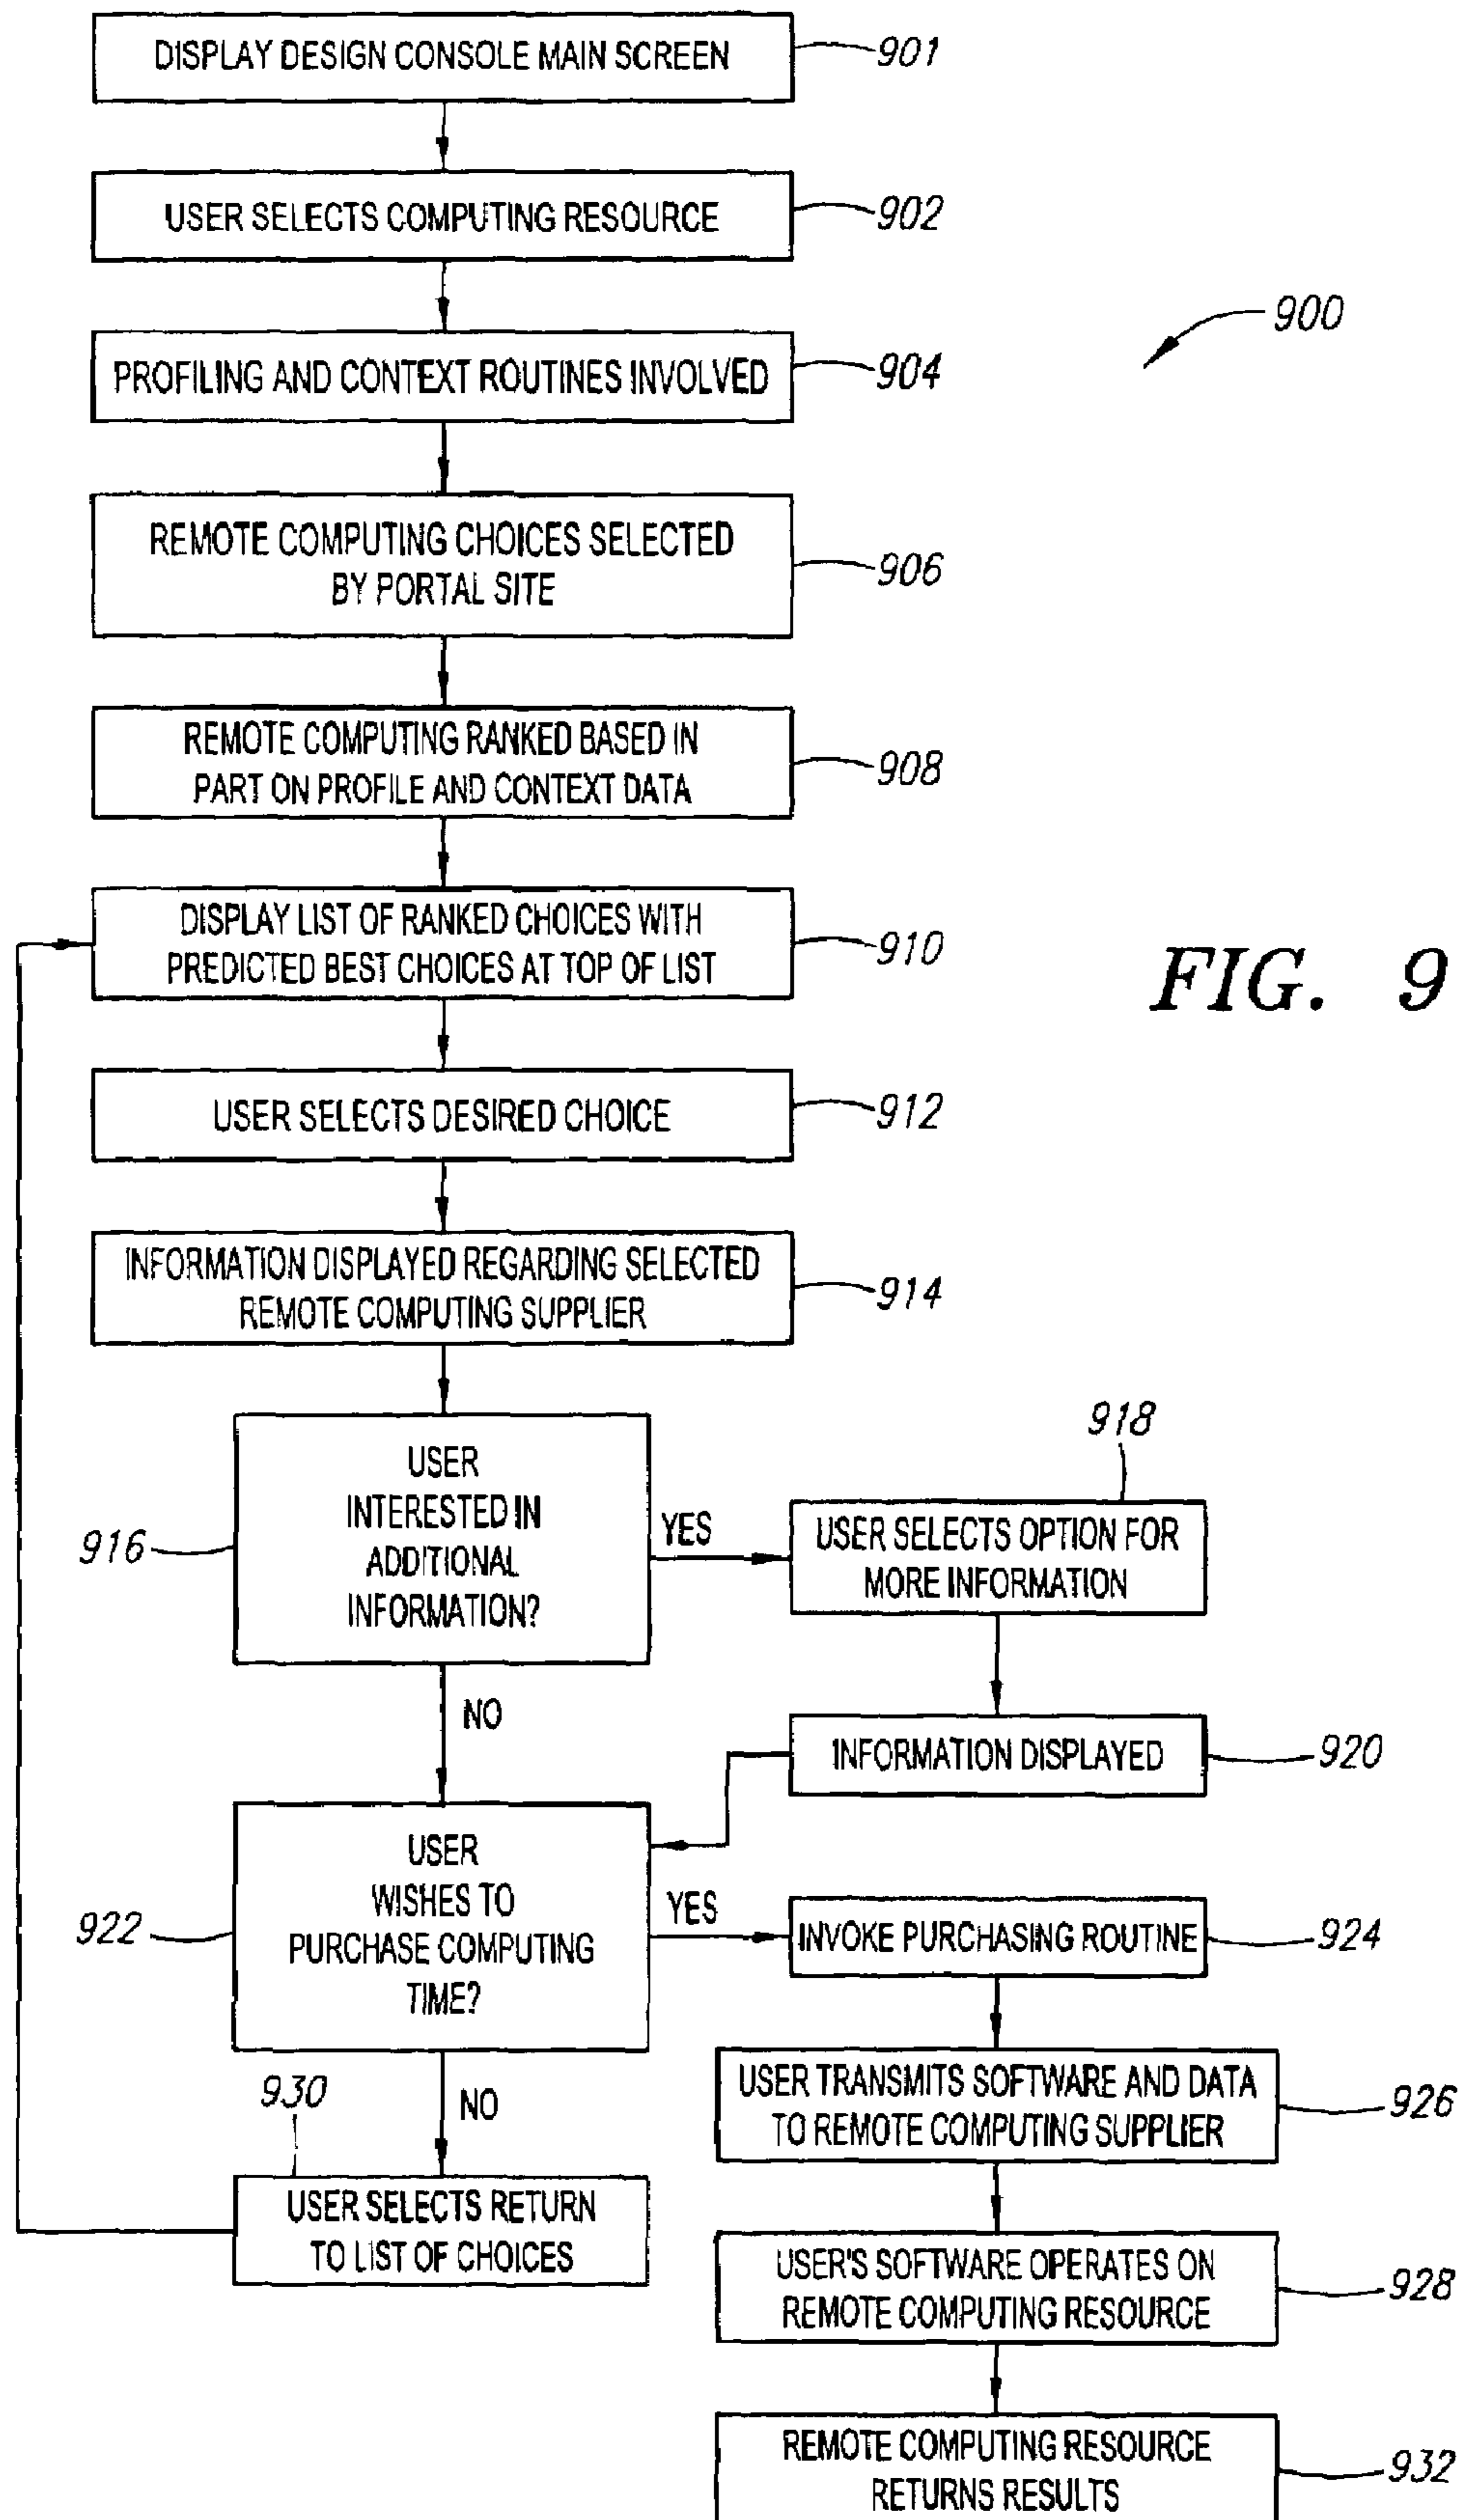 DISPLAY DESIGN CONSOLE MAIN SCREEN
901
USER SELECTS COMPUTING RESOURCE
902
900
PROFILING AND CONTEXT ROUTINES INVOLVED
904
REMOTE COMPUTING CHOICES SELECTED
BY PORTAL SITE
906
REMOTE COMPUTING RANKED BASED IN
PART ON PROFILE AND CONTEXT DATA
908
DISPLAY LIST OF RANKED CHOICES WITH
PREDICTED BEST CHOICES AT TOP OF LIST
910
FIG. 9
USER SELECTS DESIRED CHOICE
912
INFORMATION DISPLAYED REGARDING SELECTED
REMOTE COMPUTING SUPPLIER
914
USER
INTERESTED IN
ADDITIONAL
INFORMATION?
916
YES
918
USER SELECTS OPTION FOR
MORE INFORMATION
NO
INFORMATION DISPLAYED
920
USER
WISHES TO
PURCHASE COMPUTING
TIME?
922
YES
INVOKE PURCHASING ROUTINE
924
NO
930
USER TRANSMITS SOFTWARE AND DATA
TO REMOTE COMPUTING SUPPLIER
926
USER SELECTS RETURN
TO LIST OF CHOICES
USER'S SOFTWARE OPERATES ON
REMOTE COMPUTING RESOURCE
928
REMOTE COMPUTING RESOURCE
RETURNS RESULTS
932